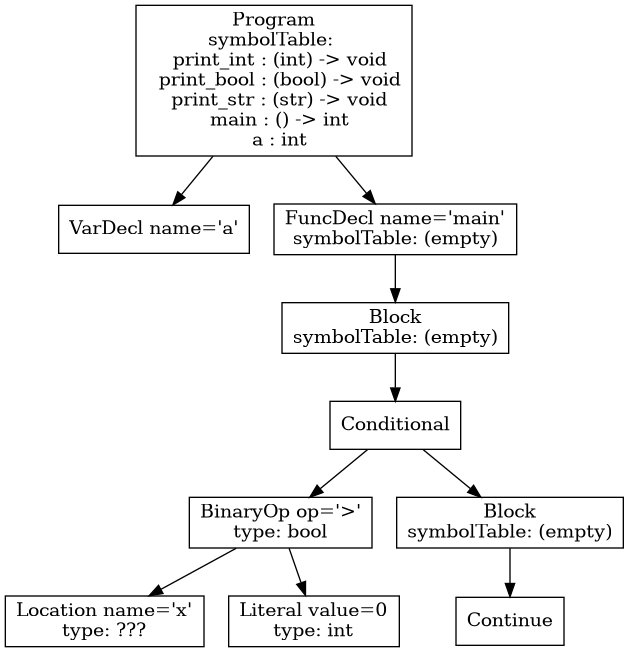 Program
symbolTable:
print_int : (int) -> void
print_bool : (bool) -> void
print_str : (str) -> void
main : () -> int
a : int
VarDecl name='a'
FuncDecl name='main'
symbolTable: (empty)
Block
symbolTable: (empty)
Conditional
BinaryOp op='>'
type: bool
Block
symbolTable: (empty)
Location name='x'
type: ???
Literal value=0
type: int
Continue